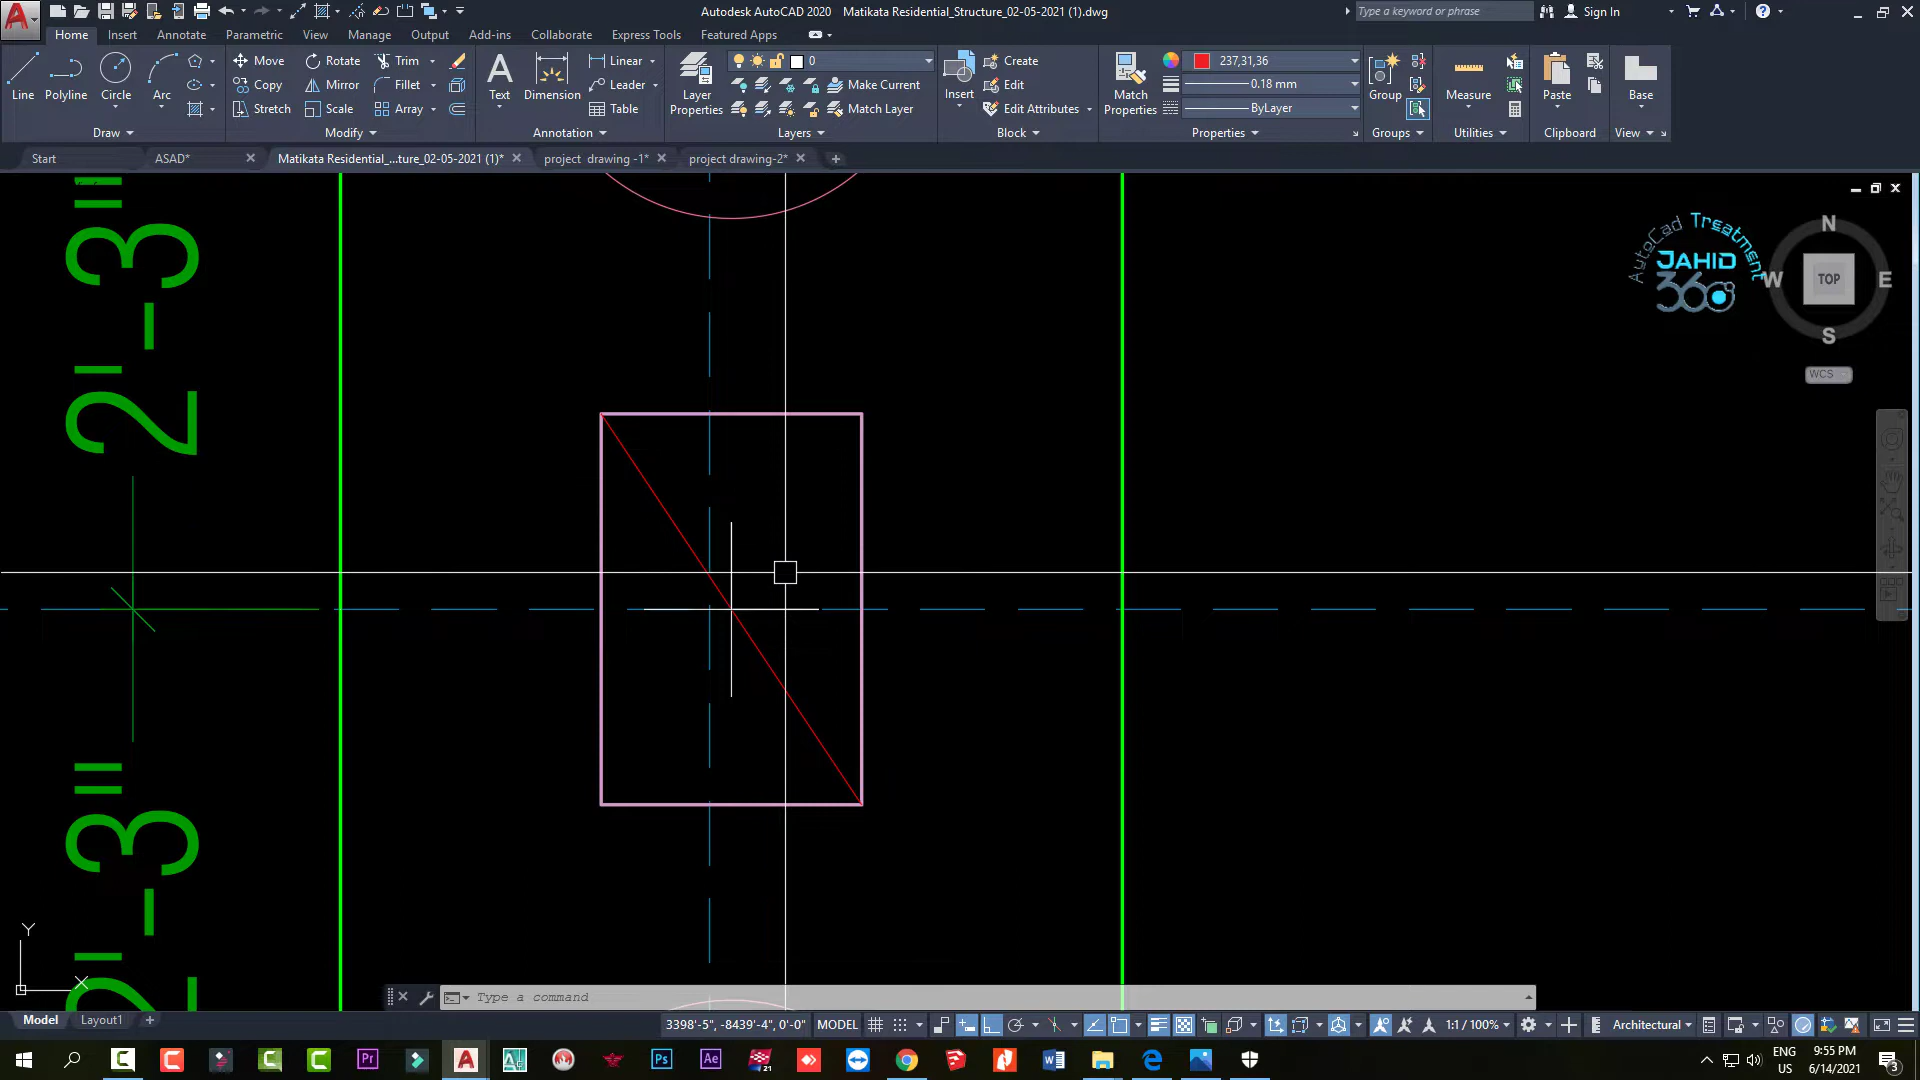 Autodesk AutoCAD 2020 Matikata Residential_Structure_02-05-2021 (1).dwg
Type a keyword or phrase
Sign In
Home Insert Annotate Parametric View Manage Output Add-ins Collaborate Express Tools Featured Apps
Line Polyline Circle Arc
Move Rotate Trim
Copy Mirror Fillet
Stretch Scale Array
Text Dimension
Linear
Leader
Table
Layer Properties
0
Make Current
Match Layer
Insert
Create
Edit
Edit Attributes
Match Properties
237,31,36
0.18 mm
ByLayer
Group
Measure
Paste
Base
Draw Modify Annotation Layers Block Properties Groups Utilities Clipboard View
Start ASAD* Matikata Residential_...ture_02-05-2021 (1)* project drawing -1* project drawing-2*
2'-3"
2'-3"
AutoCad Treatment
JAHID
360
N
W TOP E
S
WCS
Y
X
Type a command
Model Layout1
3398'-5", -8439'-4", 0'-0" MODEL 1:1 / 100% Architectural
Pr Ps Ae 21
ENG
US
9:55 PM
6/14/2021
3